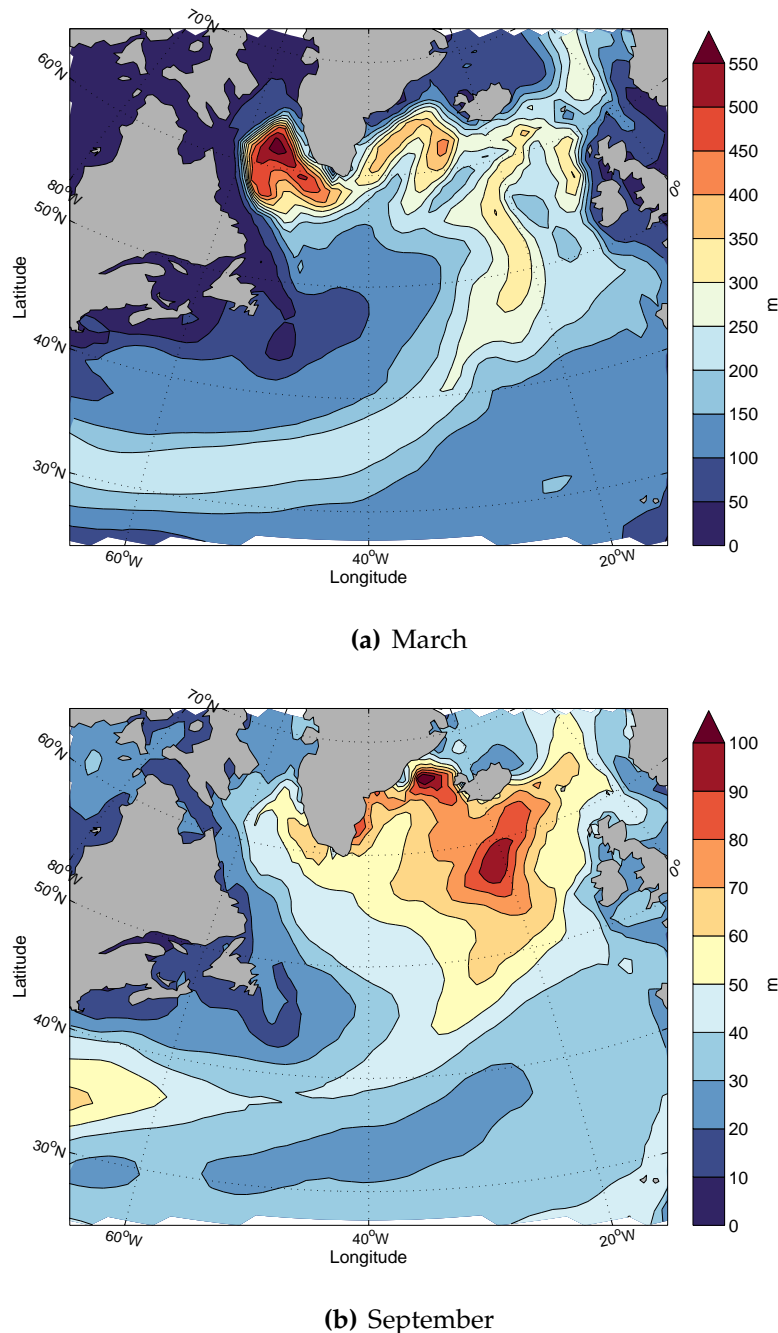 70°N
60°N
80°W
50°N
40°N
30°N
60°W
40°W
20°W
0°
Latitude
Longitude
550
500
450
400
350
300
250
200
150
100
50
0
m
(a) March
70°N
60°N
80°W
50°N
40°N
30°N
60°W
40°W
20°W
0°
Latitude
Longitude
100
90
80
70
60
50
40
30
20
10
0
m
(b) September